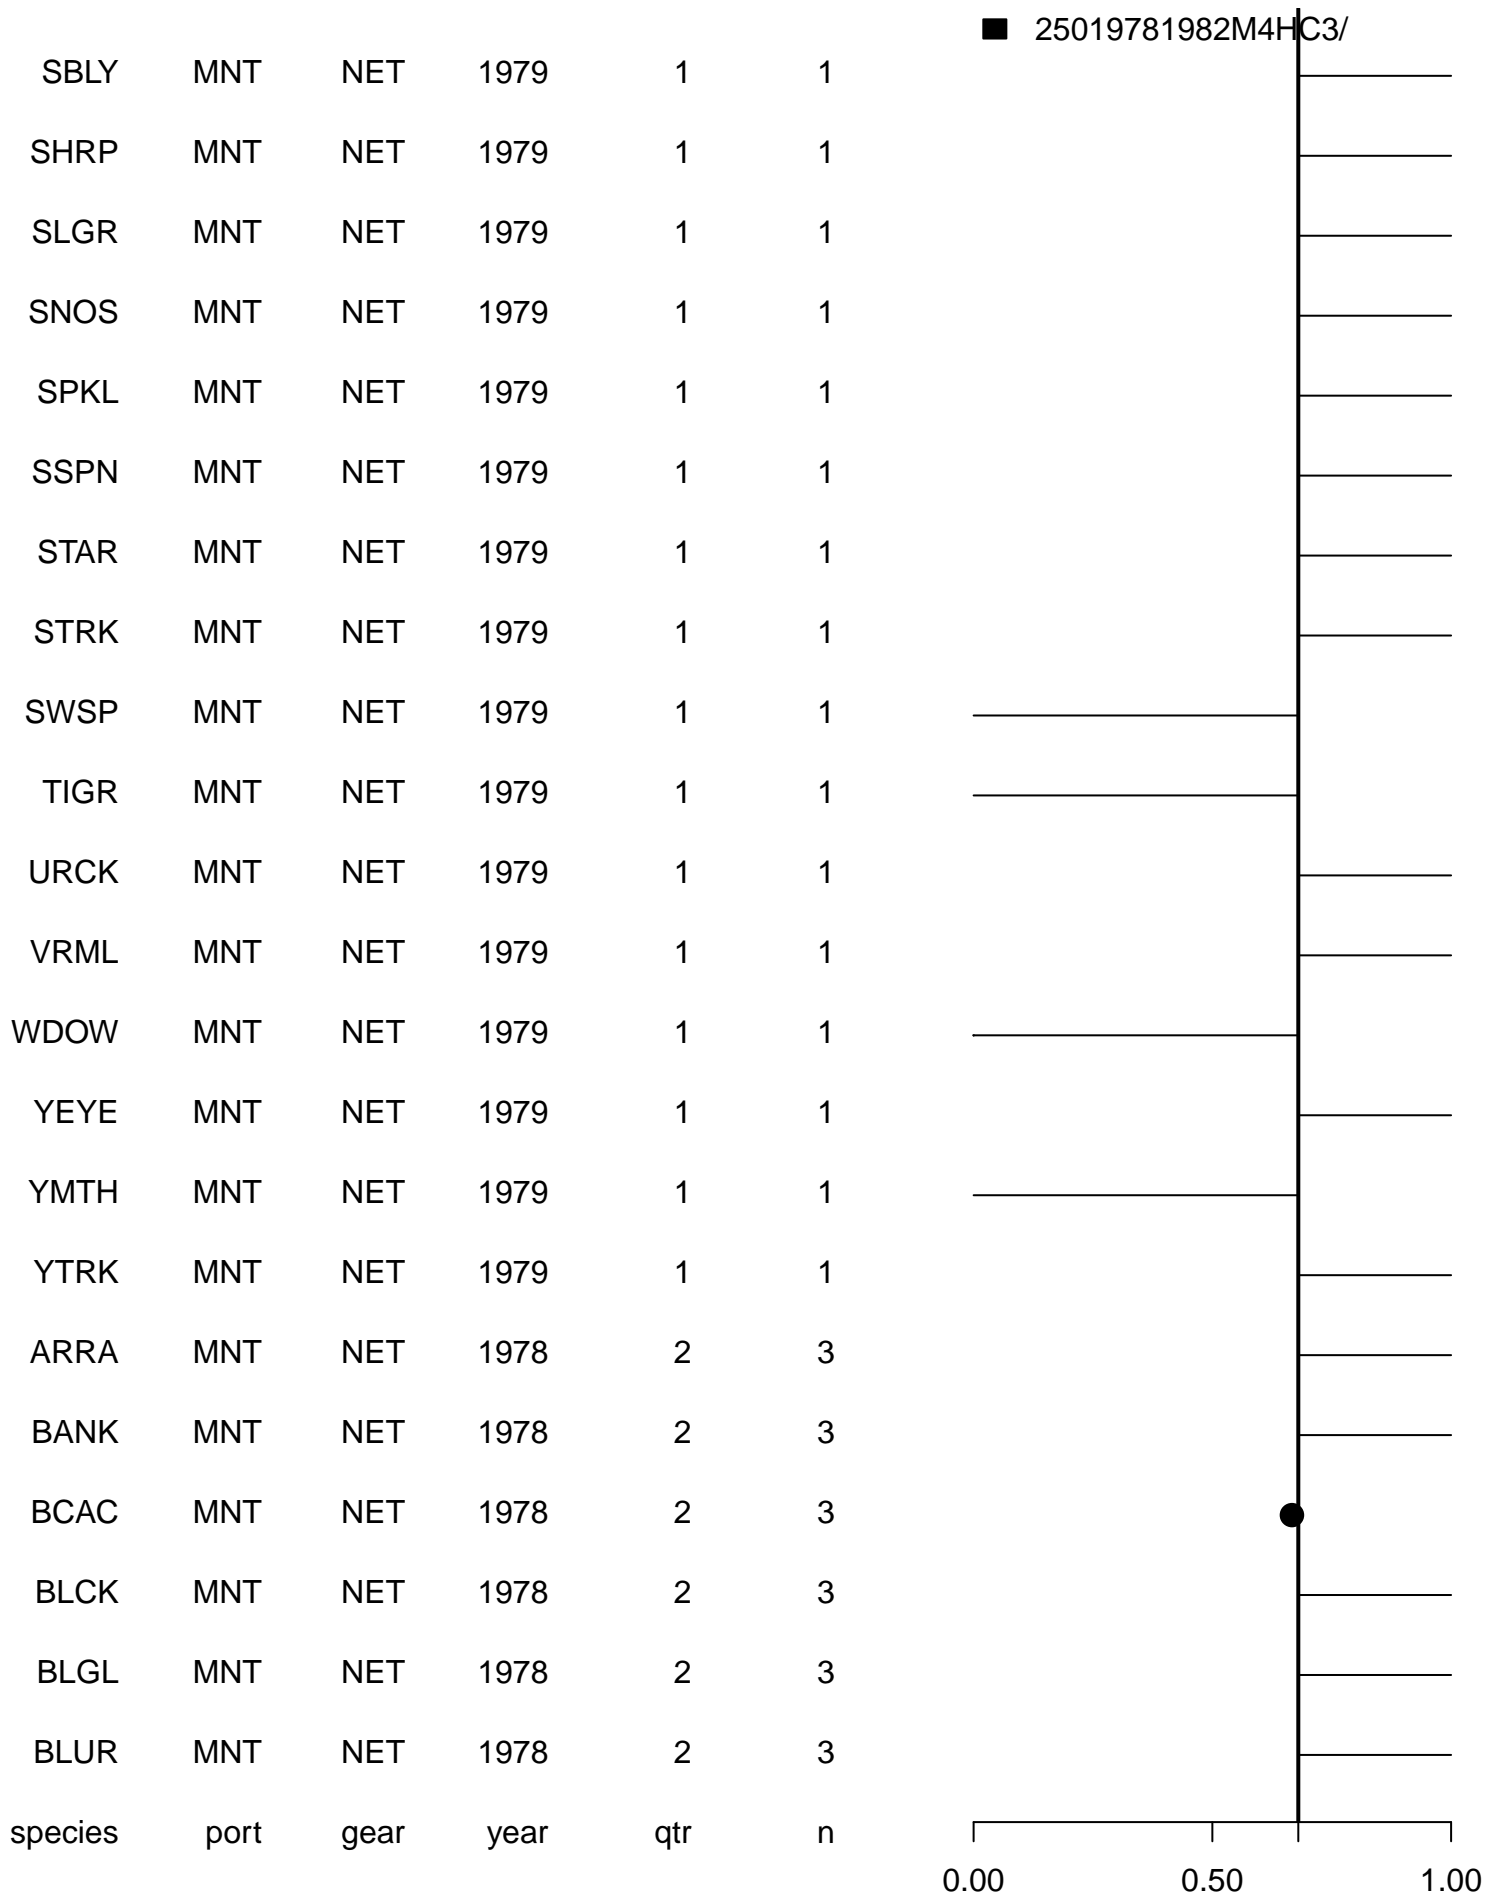 25019781982M4HC3/
SBLY MNT NET 1979 1 1
SHRP MNT NET 1979 1 1
SLGR MNT NET 1979 1 1
SNOS MNT NET 1979 1 1
SPKL MNT NET 1979 1 1
SSPN MNT NET 1979 1 1
STAR MNT NET 1979 1 1
STRK MNT NET 1979 1 1
SWSP MNT NET 1979 1 1
TIGR MNT NET 1979 1 1
URCK MNT NET 1979 1 1
VRML MNT NET 1979 1 1
WDOW MNT NET 1979 1 1
YEYE MNT NET 1979 1 1
YMTH MNT NET 1979 1 1
YTRK MNT NET 1979 1 1
ARRA MNT NET 1978 2 3
BANK MNT NET 1978 2 3
BCAC MNT NET 1978 2 3
BLCK MNT NET 1978 2 3
BLGL MNT NET 1978 2 3
BLUR MNT NET 1978 2 3
species port gear year qtr n
0.00 0.50 1.00